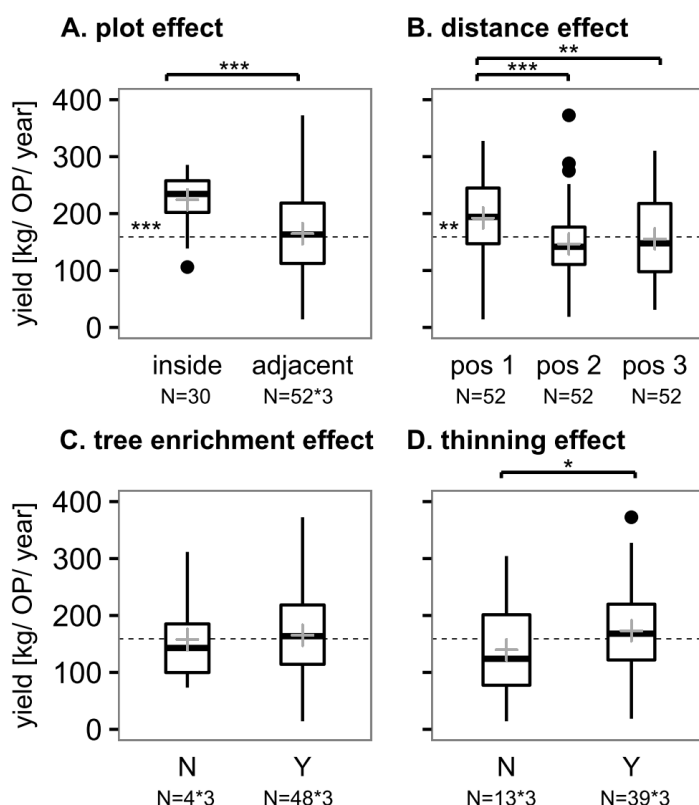 A. plot effect
***
yield [kg/ OP/ year]
400
300
200
100
0
***
inside
adjacent
N=30
N=52*3
B. distance effect
**
***
**
pos 1
pos 2
pos 3
N=52
N=52
N=52
C. tree enrichment effect
yield [kg/ OP/ year]
400
300
200
100
0
N
Y
N=4*3
N=48*3
D. thinning effect
*
N
Y
N=13*3
N=39*3